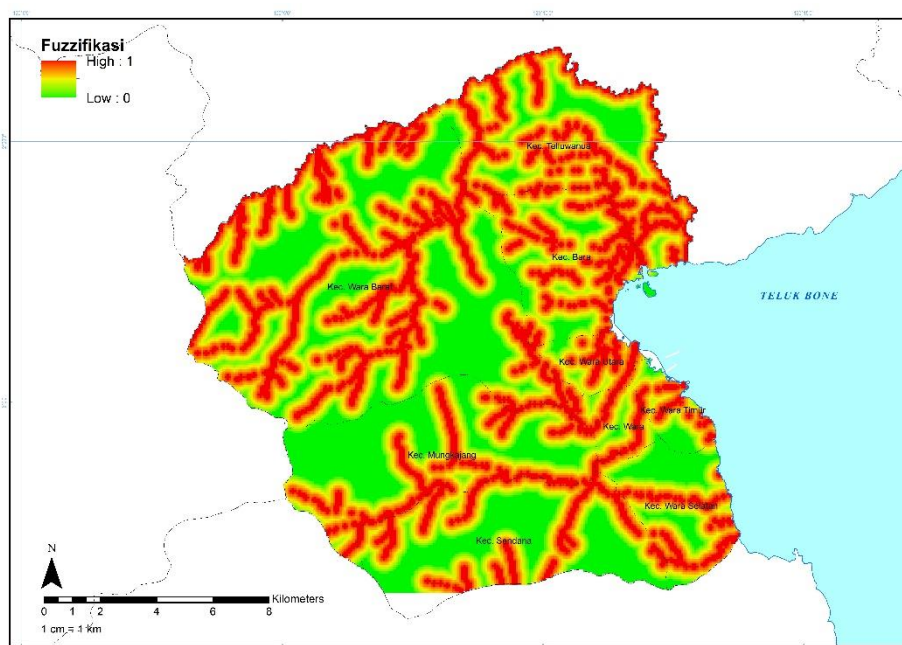 Fuzzifikasi
High : 1
Low : 0
Kec. Telluwanua
Kec. Bara
Kec. Wara Barat
TELUK BONE
Kec. Wara Utara
Kec. Wara Timur
Kec. Wara
Kec. Mungkajang
Kec. Wara Selatan
Kec. Sendana
N
Kilometers
0 1 2 4 6 8
1 cm = 1 km